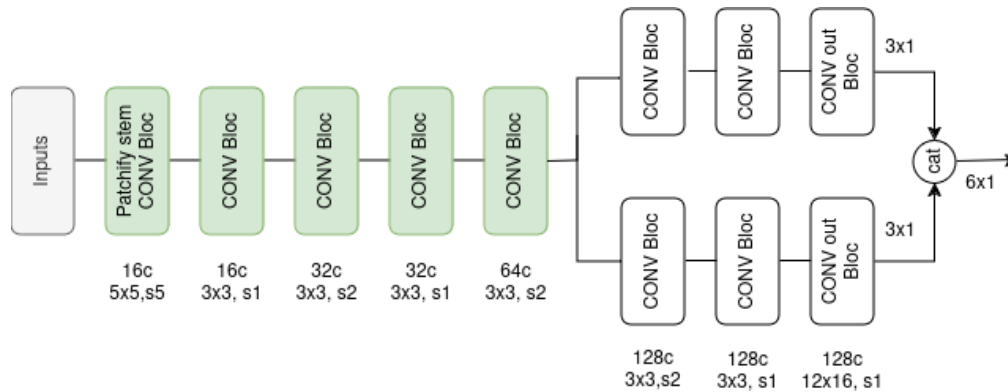 Inputs
Patchify stem
CONV Bloc
CONV Bloc
CONV Bloc
CONV Bloc
CONV Bloc
16c
5x5,s5
16c
3x3, s1
32c
3x3, s2
32c
3x3, s1
64c
3x3, s2
CONV Bloc
CONV Bloc
CONV out
Bloc
3x1
CONV Bloc
CONV Bloc
CONV out
Bloc
3x1
cat
6x1
128c
3x3,s2
128c
3x3, s1
128c
12x16, s1